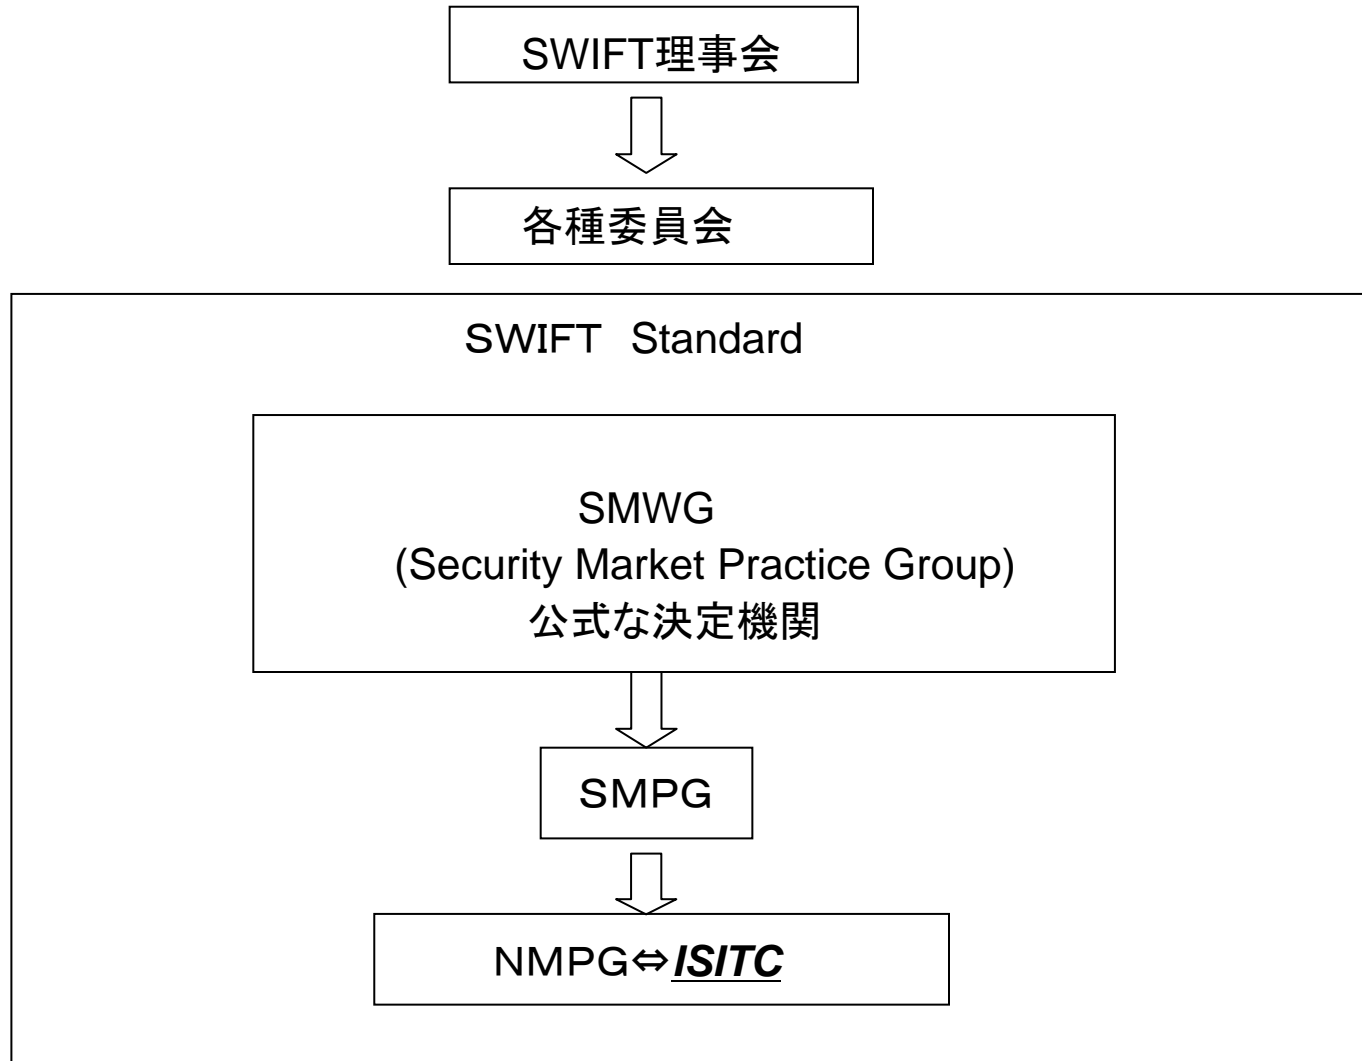 SWIFT理事会
各種委員会
SWIFT　Standard
SMWG
(Security Market Practice Group)
公式な決定機関
SMPG
NMPG⇔ISITC